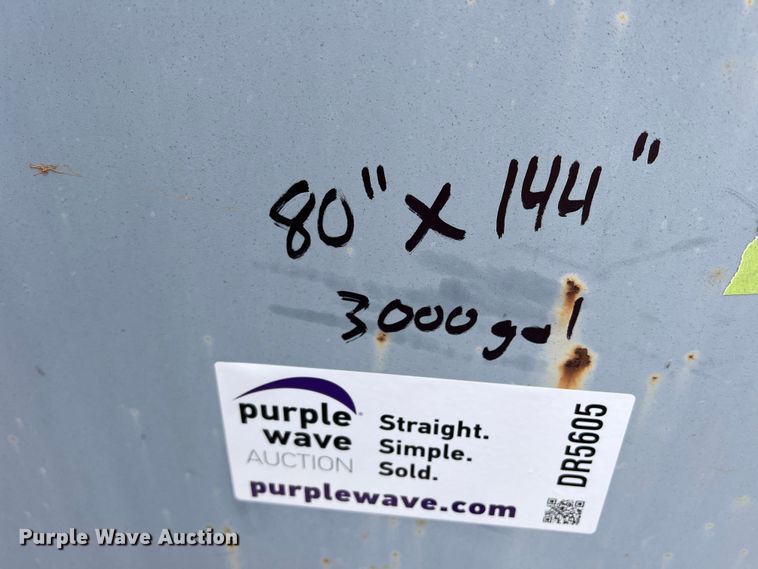 80" x 144"
3000 gal
purple wave
AUCTION
Straight.
Simple.
Sold.
purplewave.com
DR5605
Purple Wave Auction